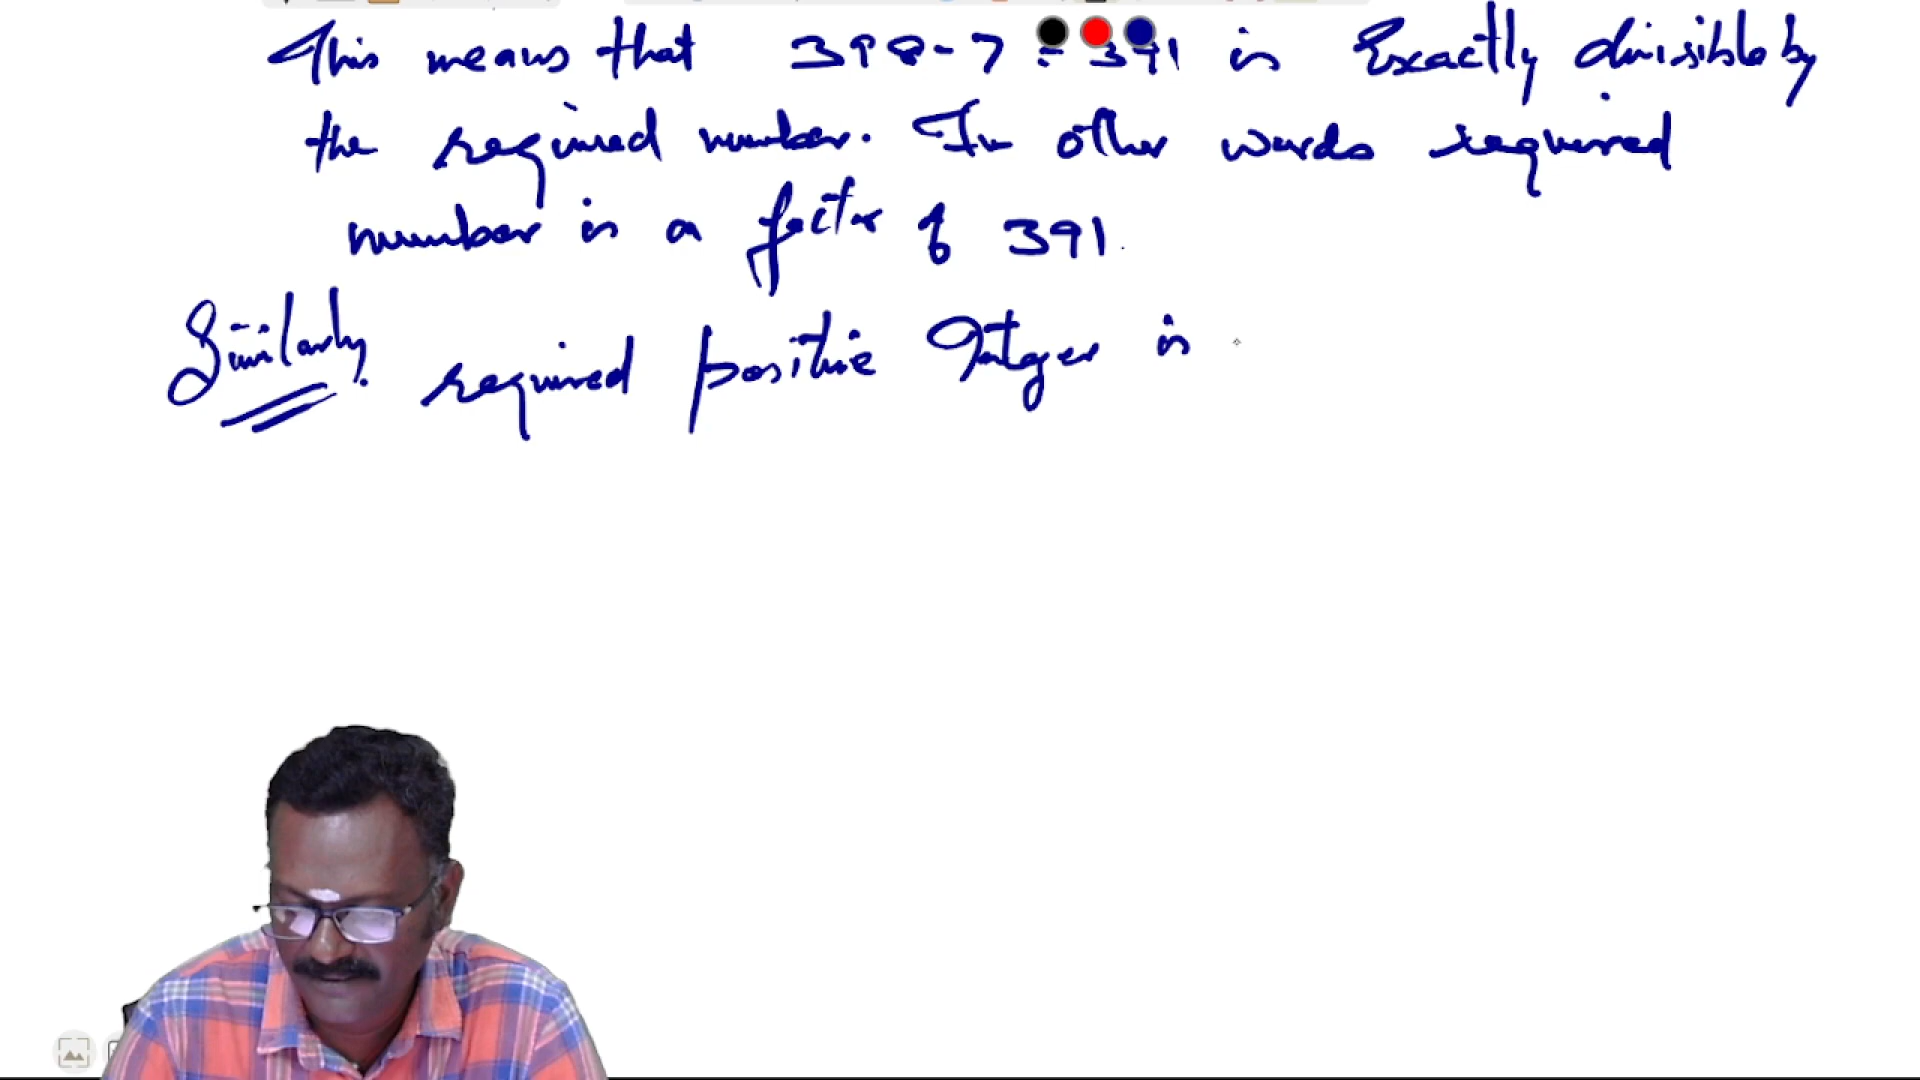 This means that 398-7 = 391 is Exactly divisible by
the required number. In other words required
number is a factor of 391.
Similarly, required positive Integer is